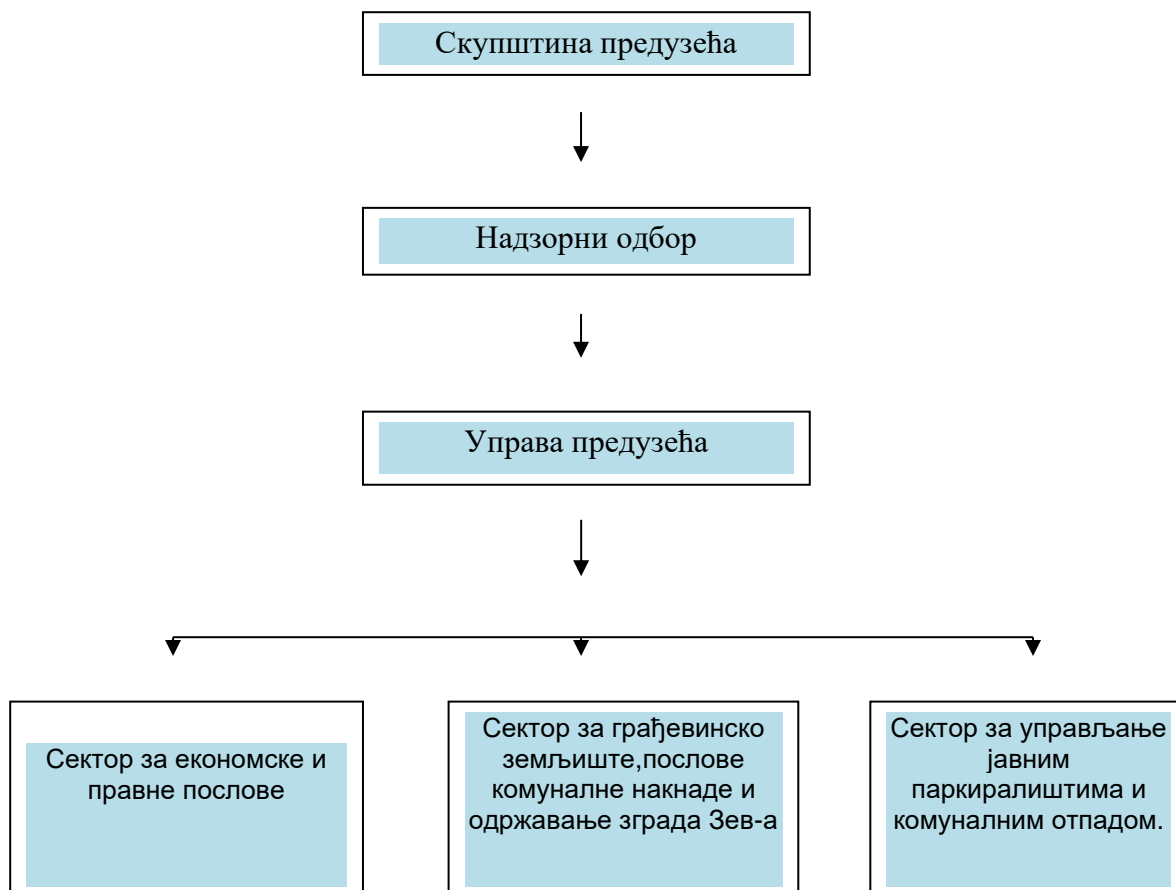 Скупштина предузећа
Надзорни одбор
Управа предузећа
Сектор за економске и
правне послове
Сектор за грађевинско
земљиште,послове
комуналне накнаде и
одржавање зграда Зев-а
Сектор за управљање
јавним
паркиралиштима и
комуналним отпадом.